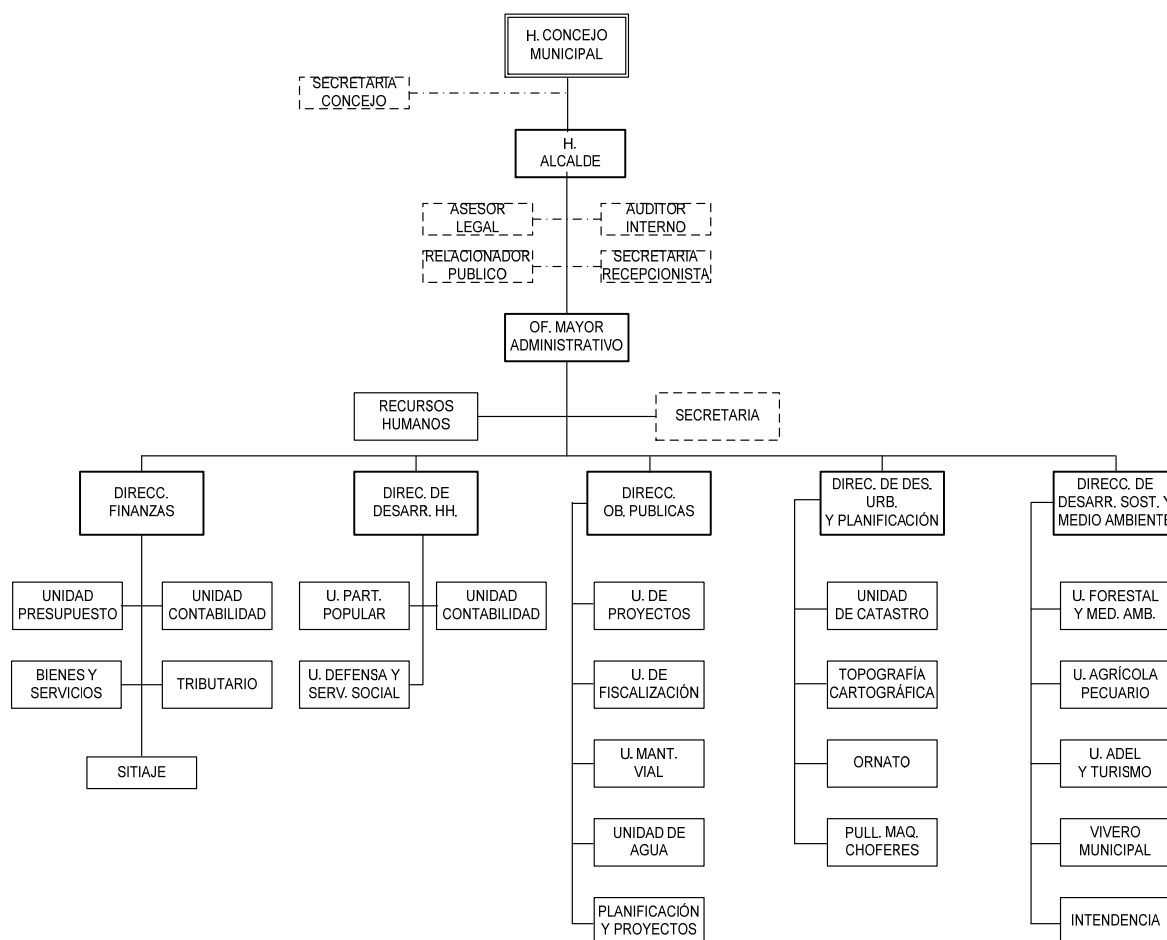 H. CONCEJO
MUNICIPAL
SECRETARIA
CONCEJO
H.
ALCALDE
ASESOR
LEGAL
AUDITOR
INTERNO
RELACIONADOR
PUBLICO
SECRETARIA
RECEPCIONISTA
OF. MAYOR
ADMINISTRATIVO
RECURSOS
HUMANOS
SECRETARIA
DIRECC.
FINANZAS
DIREC. DE
DESARR. HH.
DIRECC.
OB. PUBLICAS
DIREC. DE DES.
URB.
Y PLANIFICACIÓN
DIRECC. DE
DESARR. SOST. Y
MEDIO AMBIENTE
UNIDAD
PRESUPUESTO
UNIDAD
CONTABILIDAD
BIENES Y
SERVICIOS
TRIBUTARIO
SITIAJE
U. PART.
POPULAR
UNIDAD
CONTABILIDAD
U. DEFENSA Y
SERV. SOCIAL
U. DE
PROYECTOS
U. DE
FISCALIZACIÓN
U. MANT.
VIAL
UNIDAD DE
AGUA
PLANIFICACIÓN
Y PROYECTOS
UNIDAD
DE CATASTRO
TOPOGRAFÍA
CARTOGRÁFICA
ORNATO
PULL. MAQ.
CHOFERES
U. FORESTAL
Y MED. AMB.
U. AGRÍCOLA
PECUARIO
U. ADEL
Y TURISMO
VIVERO
MUNICIPAL
INTENDENCIA